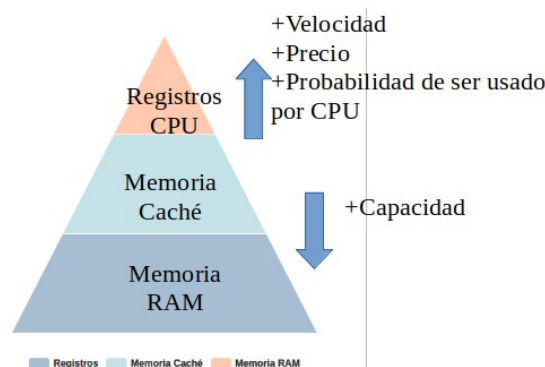 +Velocidad
+Precio
+Probabilidad de ser usado
por CPU
Registros
CPU
Memoria
Caché
+Capacidad
Memoria
RAM
Registros Memoria Caché Memoria RAM